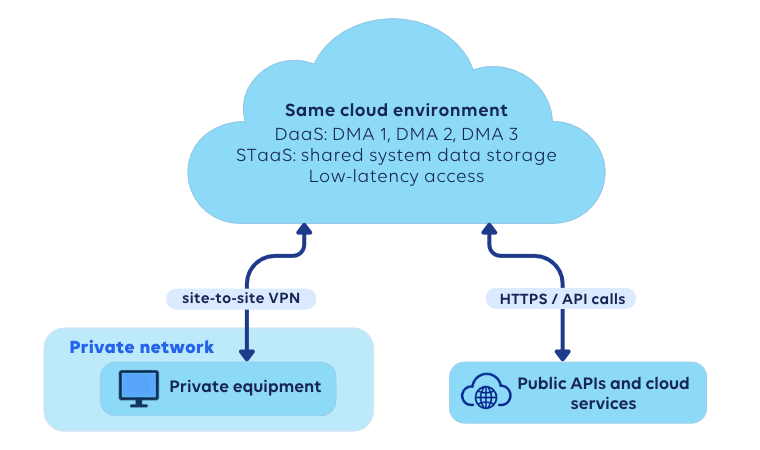 Same cloud environment
DaaS: DMA 1, DMA 2, DMA 3
STaaS: shared system data storage
Low-latency access
site-to-site VPN
HTTPS / API calls
Private network
Private equipment
Public APIs and cloud
services